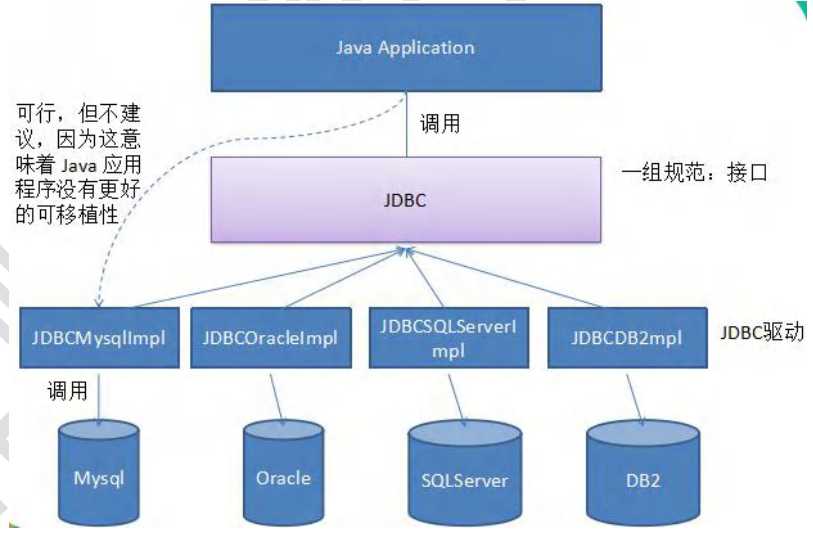 Java Application
可行，但不建
议，因为这意
味着 Java 应用
程序没有更好
的可移植性
调用
一组规范：接口
JDBC
JDBCMysqlImpl
JDBCOracleImpl
JDBCSQLServerI
mpl
JDBCDB2mpl
JDBC驱动
调用
Mysql
Oracle
SQLServer
DB2